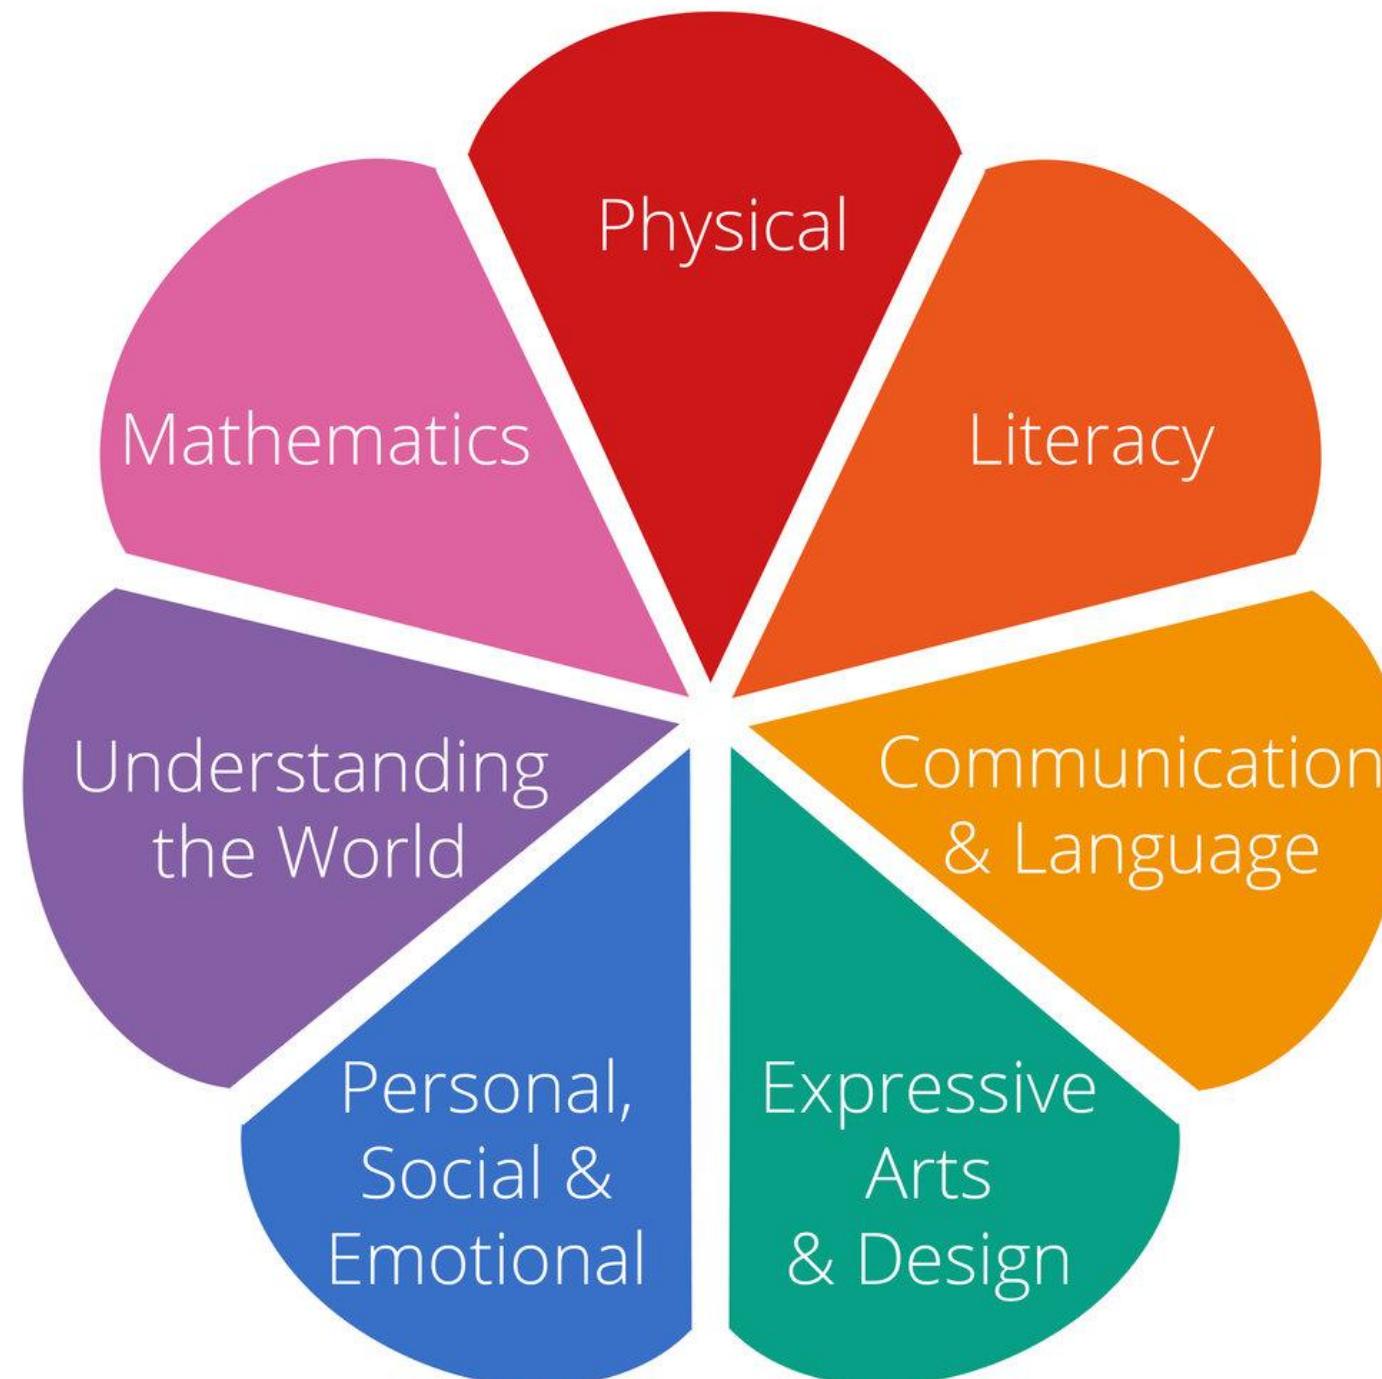 Physical
Literacy
Communication
& Language
Expressive
Arts
& Design
Personal,
Social &
Emotional
Understanding
the World
Mathematics